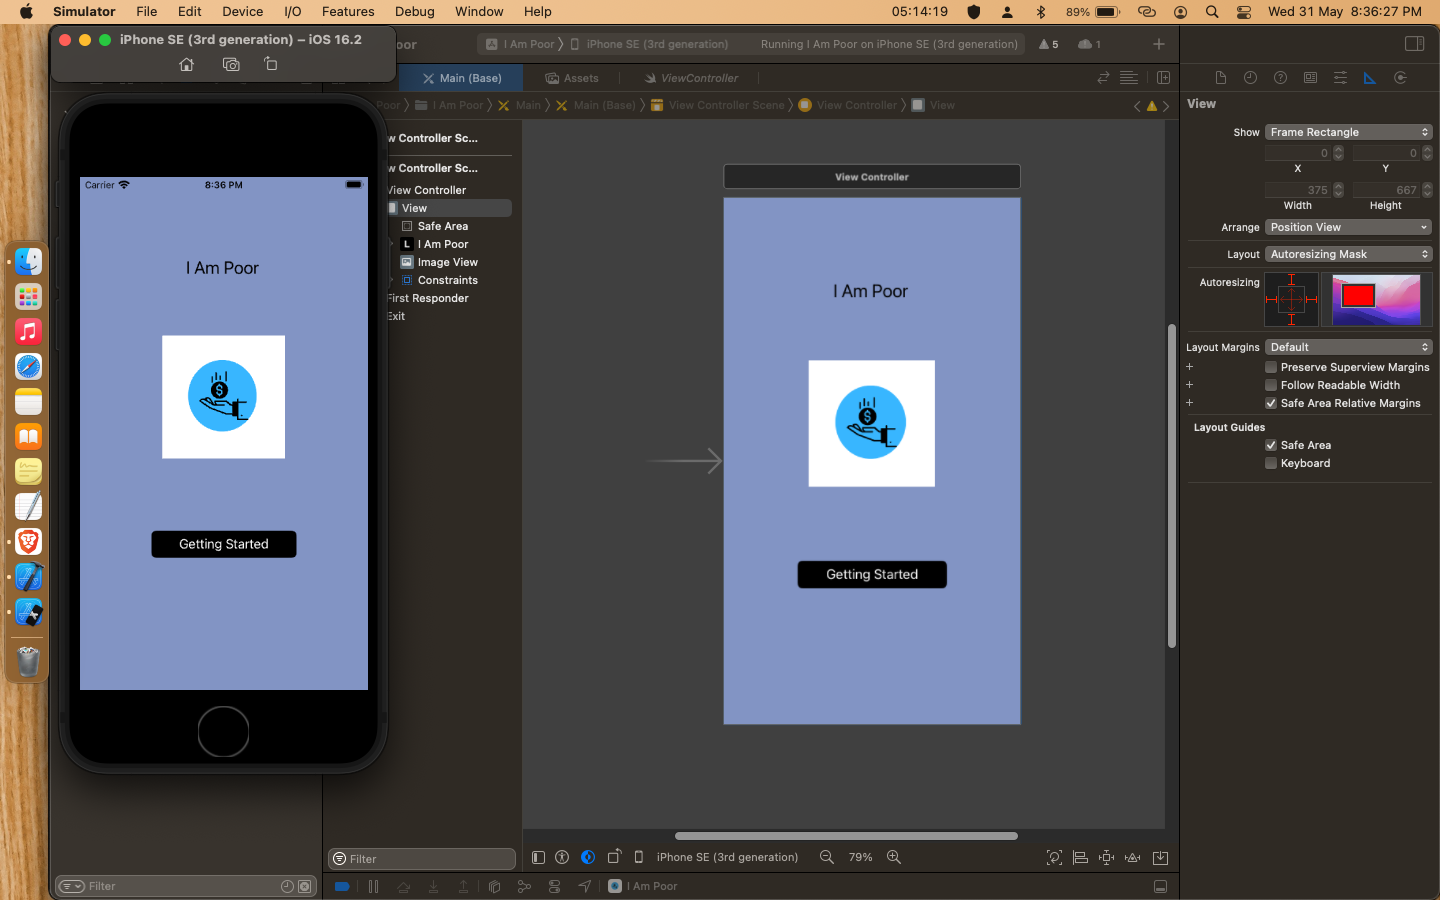 Simulator File Edit Device I/O Features Debug Window Help 05:14:19 89% Wed 31 May 8:36:27 PM
iPhone SE (3rd generation) – iOS 16.2
oor I Am Poor iPhone SE (3rd generation) Running I Am Poor on iPhone SE (3rd generation) 5 1
Main (Base) Assets ViewController
Poor I Am Poor Main Main (Base) View Controller Scene View Controller View
w Controller Sc...
w Controller Sc...
View Controller
View
Safe Area
L I Am Poor
Image View
Constraints
First Responder
Exit
Filter
Filter
Carrier 8:36 PM
I Am Poor
$
Getting Started
View Controller
I Am Poor
$
Getting Started
iPhone SE (3rd generation) 79%
I Am Poor
View
Show Frame Rectangle
0 0
X Y
375 667
Width Height
Arrange Position View
Layout Autoresizing Mask
Autoresizing
Layout Margins Default
Preserve Superview Margins
Follow Readable Width
Safe Area Relative Margins
Layout Guides
Safe Area
Keyboard